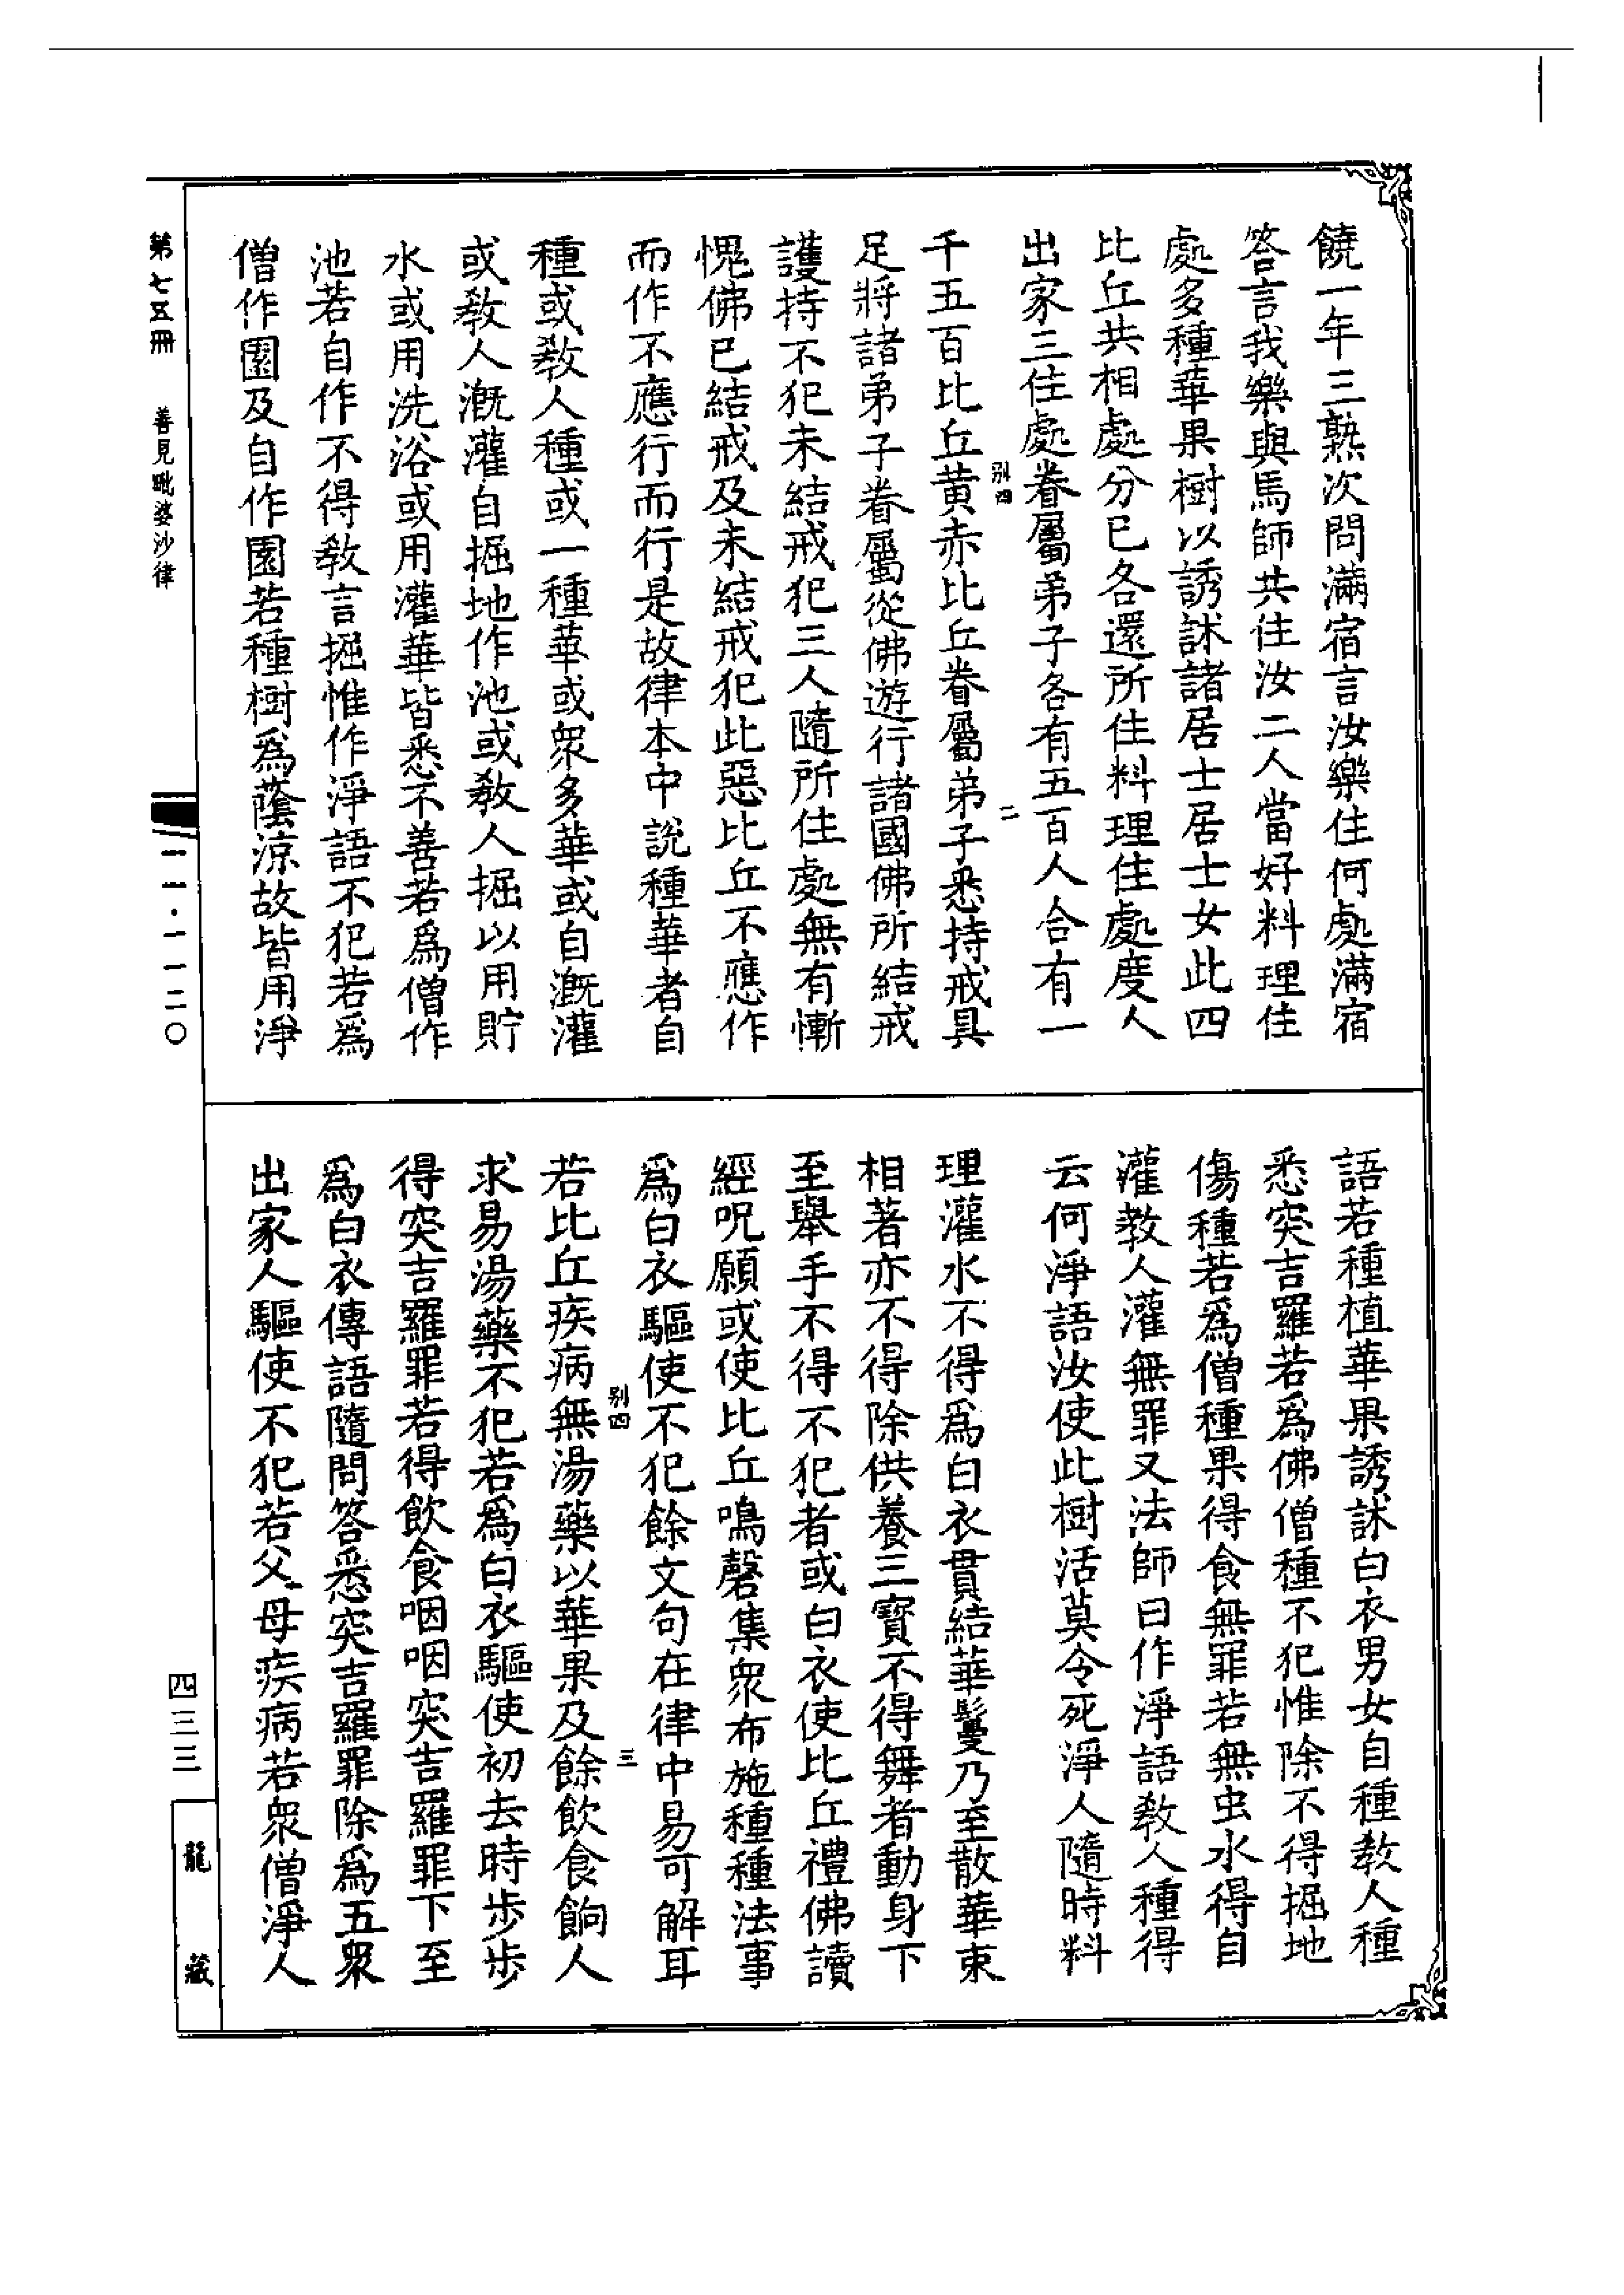 饒一年三熟次問滿宿言汝樂住何處滿宿
答言我樂與馬師共住汝二人當好料理住
處多種華果樹以誘訹諸居士居士女此四
比丘共相處分已各還所住料理住處度人
出家三住處眷屬弟子各有五百人合有一
别四
二
千五百比丘黄赤比丘眷屬弟子悉持戒具
足將諸弟子眷屬從佛遊行諸國佛所結戒
護持不犯未結戒犯三人隨所住處無有慚
愧佛已結戒及未結戒犯此惡比丘不應作
而作不應行而行是故律本中說種華者自
種或教人種或一種華或衆多華或自漑灌
或教人漑灌自掘地作池或教人掘以用貯
水或用洗浴或用灌華皆悉不善若爲僧作
池若自作不得教言掘惟作淨語不犯若爲
僧作園及自作園若種樹爲蔭涼故皆用淨
語若種植華果誘訹白衣男女自種教人種
悉突吉羅若爲佛僧種不犯惟除不得掘地
傷種若爲僧種果得食無罪若無虫水得自
灌教人灌無罪又法師曰作淨語教人種得
云何淨語汝使此樹活莫令死淨人隨時料
理灌水不得爲白衣貫結華鬘乃至散華束
相著亦不得除供養三寶不得舞者動身下
至舉手不得不犯者或白衣使比丘禮佛讀
經呪願或使比丘鳴磬集衆布施種種法事
爲白衣驅使不犯餘文句在律中易可解耳
别四
三
若比丘疾病無湯藥以華果及餘飲食餉人
求易湯藥不犯若爲白衣驅使初去時步步
得突吉羅罪若得飲食咽咽突吉羅罪下至
爲白衣傳語隨問答悉突吉羅罪除爲五衆
出家人驅使不犯若父母疾病若衆僧淨人
第七五冊
善見毗婆沙律
一一·一一二〇
四三三
龍藏